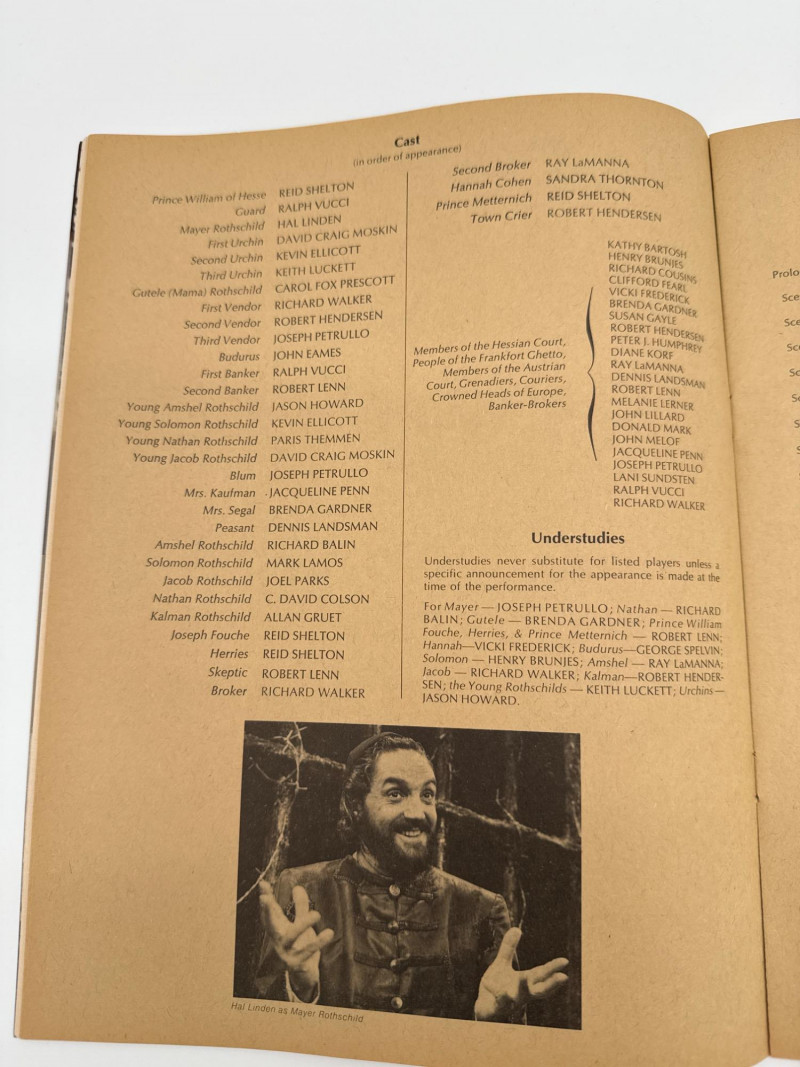 Cast
(in order of appearance)
Prince William of Hesse REID SHELTON
Guard RALPH VUCCI
Mayer Rothschild HAL LINDEN
First Urchin DAVID CRAIG MOSKIN
Second Urchin KEVIN ELLICOTT
Third Urchin KEITH LUCKETT
Gutele (Mama) Rothschild CAROL FOX PRESCOTT
First Vendor RICHARD WALKER
Second Vendor ROBERT HENDERSEN
Third Vendor JOSEPH PETRULLO
Budurus JOHN EAMES
First Banker RALPH VUCCI
Second Banker ROBERT LENN
Young Amshel Rothschild JASON HOWARD
Young Solomon Rothschild KEVIN ELLICOTT
Young Nathan Rothschild PARIS THEMMEN
Young Jacob Rothschild DAVID CRAIG MOSKIN
Blum JOSEPH PETRULLO
Mrs. Kaufman JACQUELINE PENN
Mrs. Segal BRENDA GARDNER
Peasant DENNIS LANDSMAN
Amshel Rothschild RICHARD BALIN
Solomon Rothschild MARK LAMOS
Jacob Rothschild JOEL PARKS
Nathan Rothschild C. DAVID COLSON
Kalman Rothschild ALLAN GRUET
Joseph Fouche REID SHELTON
Herries REID SHELTON
Skeptic ROBERT LENN
Broker RICHARD WALKER
Second Broker RAY LaMANNA
Hannah Cohen SANDRA THORNTON
Prince Metternich REID SHELTON
Town Crier ROBERT HENDERSEN
Members of the Hessian Court,
People of the Frankfort Ghetto,
Members of the Austrian
Court, Grenadiers, Couriers,
Crowned Heads of Europe,
Banker-Brokers
KATHY BARTOSH
HENRY BRUNJES
RICHARD COUSINS
CLIFFORD FEARL
VICKI FREDERICK
BRENDA GARDNER
SUSAN GAYLE
ROBERT HENDERSEN
PETER J. HUMPHREY
DIANE KORF
RAY LaMANNA
DENNIS LANDSMAN
ROBERT LENN
MELANIE LERNER
JOHN LILLARD
DONALD MARK
JOHN MELOF
JACQUELINE PENN
JOSEPH PETRULLO
LANI SUNDSTEN
RALPH VUCCI
RICHARD WALKER
Understudies
Understudies never substitute for listed players unless a
specific announcement for the appearance is made at the
time of the performance.
For Mayer — JOSEPH PETRULLO; Nathan — RICHARD
BALIN; Gutele — BRENDA GARDNER; Prince William
Fouche, Herries, & Prince Metternich — ROBERT LENN;
Hannah—VICKI FREDERICK; Budurus—GEORGE SPELVIN;
Solomon — HENRY BRUNJES; Amshel — RAY LaMANNA;
Jacob — RICHARD WALKER; Kalman—ROBERT HENDER-
SEN; the Young Rothschilds — KEITH LUCKETT; Urchins—
JASON HOWARD.
Hal Linden as Mayer Rothschild